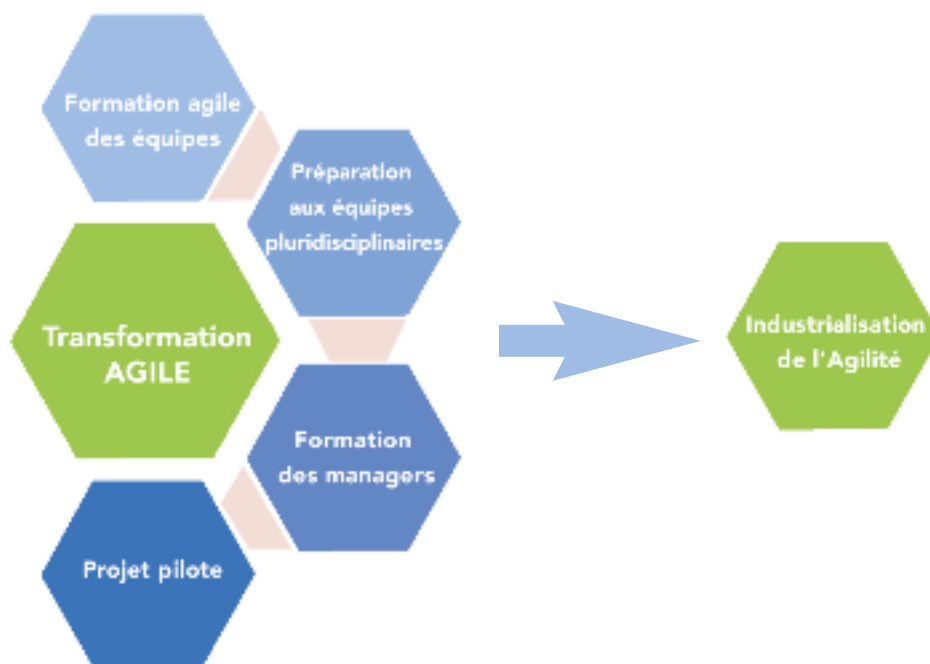 Formation agile
des équipes
Préparation
aux équipes
pluridisciplinaires
Transformation
AGILE
Formation
des managers
Projet pilote
Industrialisation
de l'Agilité